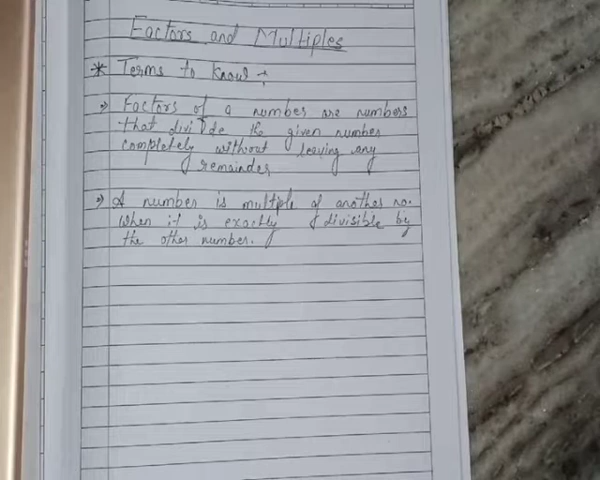 Factors and Multiples
* Terms to know :-
→ Factors of a number are numbers
that divide the given number
completely without leaving any
remainder
→ A number is multiple of another no.
when it is exactly divisible by
the other number.